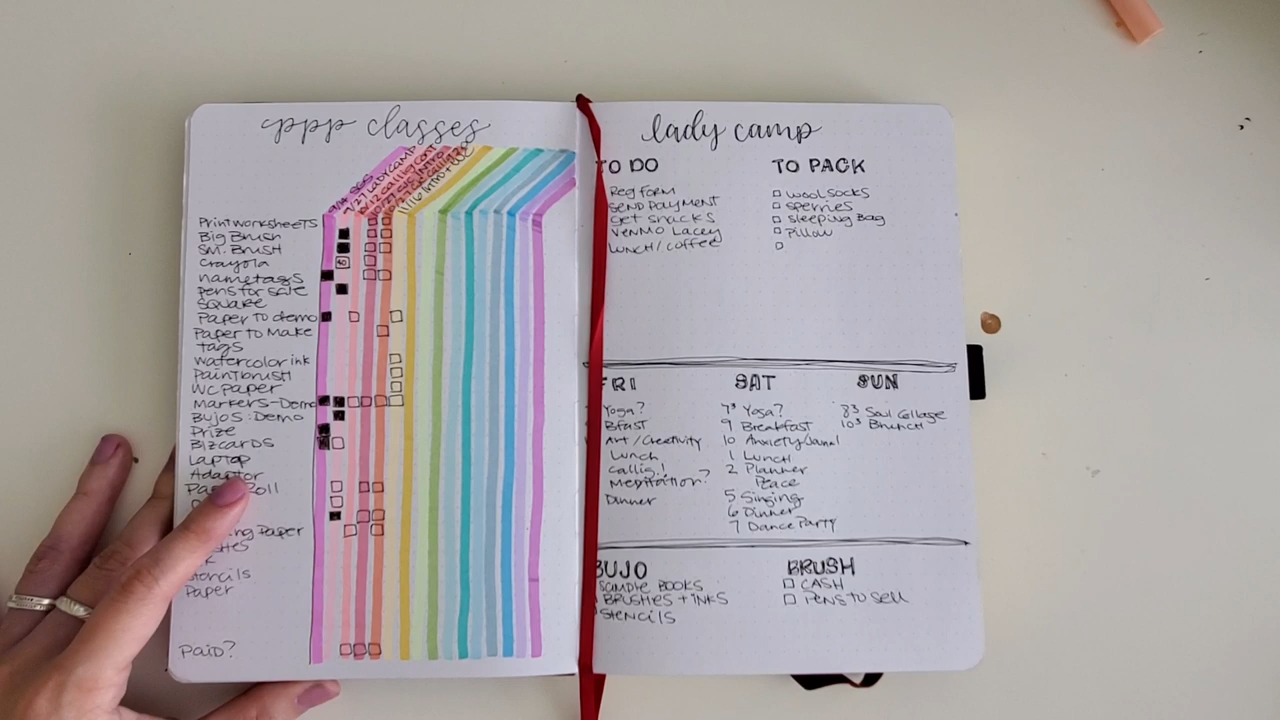 ppp classes
Print worksheets
Big Brush
SM. Brush
Crayola
nametags
pens for sale
square
Paper to demo
Paper to Make
tags
watercolor ink
Paintbrush
WC paper
Markers-Demo
Bujos: Demo
Prize
Bizcards
Laptop
Adaptor
Roll
Paper
stencils
Paper
PAID?
lady camp
TO DO
Reg Form
Send Payment
Get snacks
Venmo Lacey
Lunch/coffee
TO PACK
wool socks
sperries
sleeping Bag
Pillow
FRI
Yoga?
Bfast
Art/Creativity
Lunch
Callig!
Meditation?
Dinner
SAT
7³ Yoga?
9 Breakfast
10 Anxiety Journal
1 Lunch
2 Planner
Peace
5 Singing
6 Dinner
7 Dance Party
SUN
8³ Soul Collage
10³ Brunch
BUJO
Sample Books
Brushes + inks
Stencils
BRUSH
CASH
Pens to sell